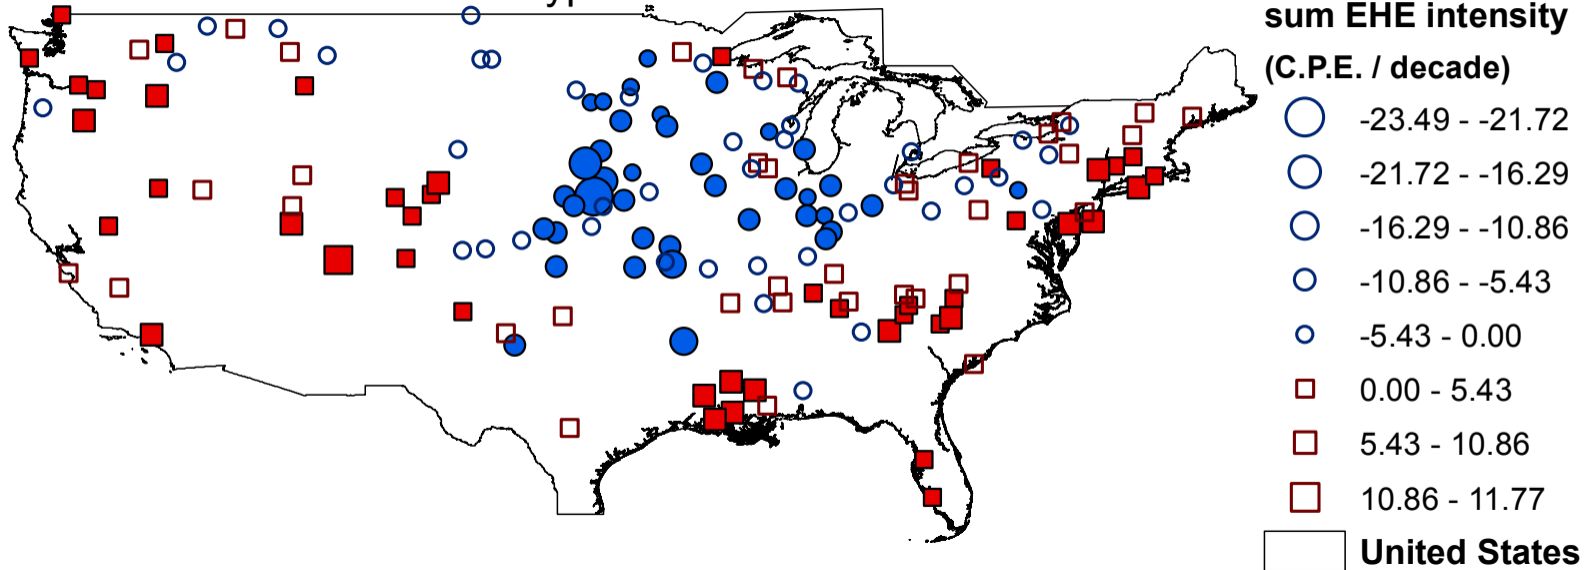 yp
sum EHE intensity
(C.P.E. / decade)
-23.49 - -21.72
-21.72 - -16.29
-16.29 - -10.86
-10.86 - -5.43
-5.43 - 0.00
0.00 - 5.43
5.43 - 10.86
10.86 - 11.77
United States